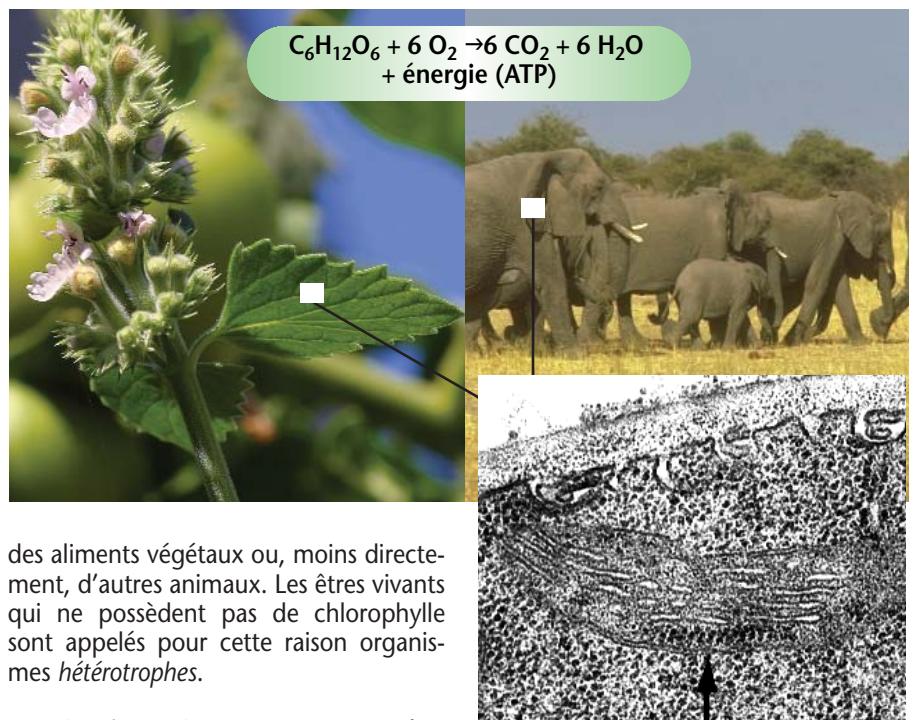 C₆H₁₂O₆ + 6 O₂ →6 CO₂ + 6 H₂O
+ énergie (ATP)
des aliments végétaux ou, moins directe-
ment, d'autres animaux. Les êtres vivants
qui ne possèdent pas de chlorophylle
sont appelés pour cette raison organis-
mes hétérotrophes.